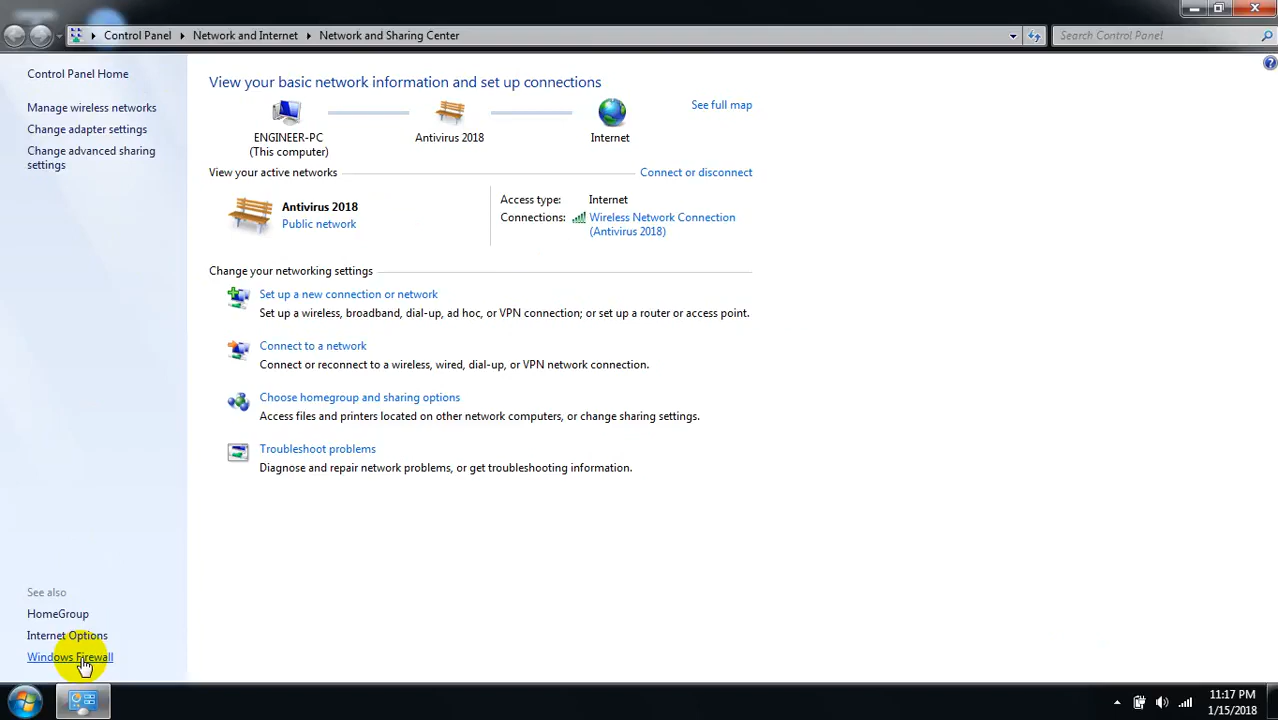 Control Panel Network and Internet Network and Sharing Center
Search Control Panel
Control Panel Home
Manage wireless networks
Change adapter settings
Change advanced sharing
settings
View your basic network information and set up connections
See full map
ENGINEER-PC
(This computer)
Antivirus 2018
Internet
View your active networks
Connect or disconnect
Antivirus 2018
Public network
Access type: Internet
Connections: Wireless Network Connection
(Antivirus 2018)
Change your networking settings
Set up a new connection or network
Set up a wireless, broadband, dial-up, ad hoc, or VPN connection; or set up a router or access point.
Connect to a network
Connect or reconnect to a wireless, wired, dial-up, or VPN network connection.
Choose homegroup and sharing options
Access files and printers located on other network computers, or change sharing settings.
Troubleshoot problems
Diagnose and repair network problems, or get troubleshooting information.
See also
HomeGroup
Internet Options
Windows Firewall
11:17 PM
1/15/2018